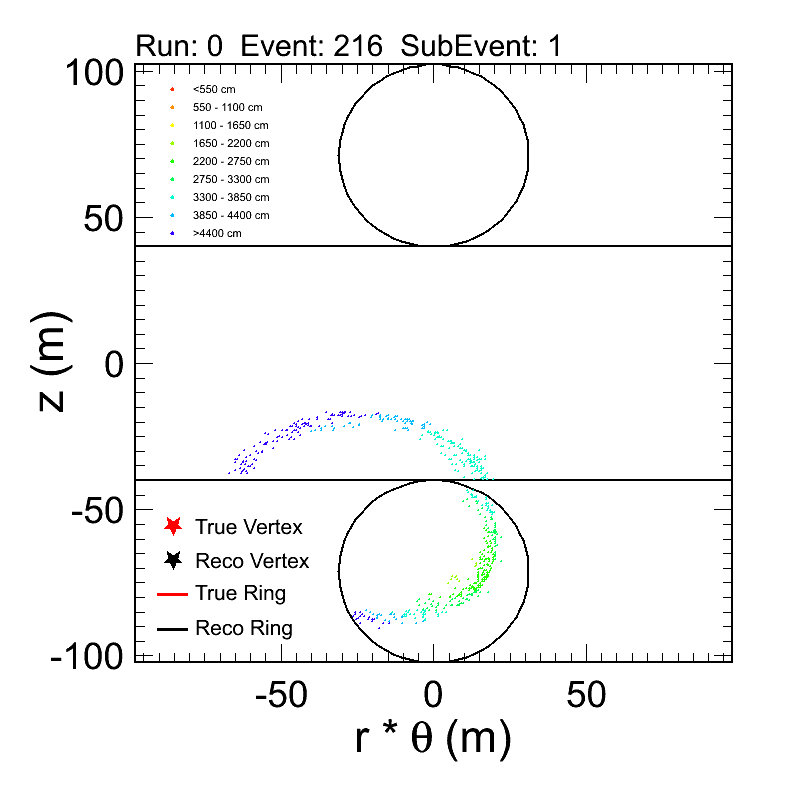 Run: 0 Event: 216 SubEvent: 1
100
<550 cm
550 - 1100 cm
1100 - 1650 cm
1650 - 2200 cm
2200 - 2750 cm
2750 - 3300 cm
3300 - 3850 cm
3850 - 4400 cm
>4400 cm
50
0
z (m)
-50
True Vertex
Reco Vertex
True Ring
Reco Ring
-100
-50 0 50
r * θ (m)